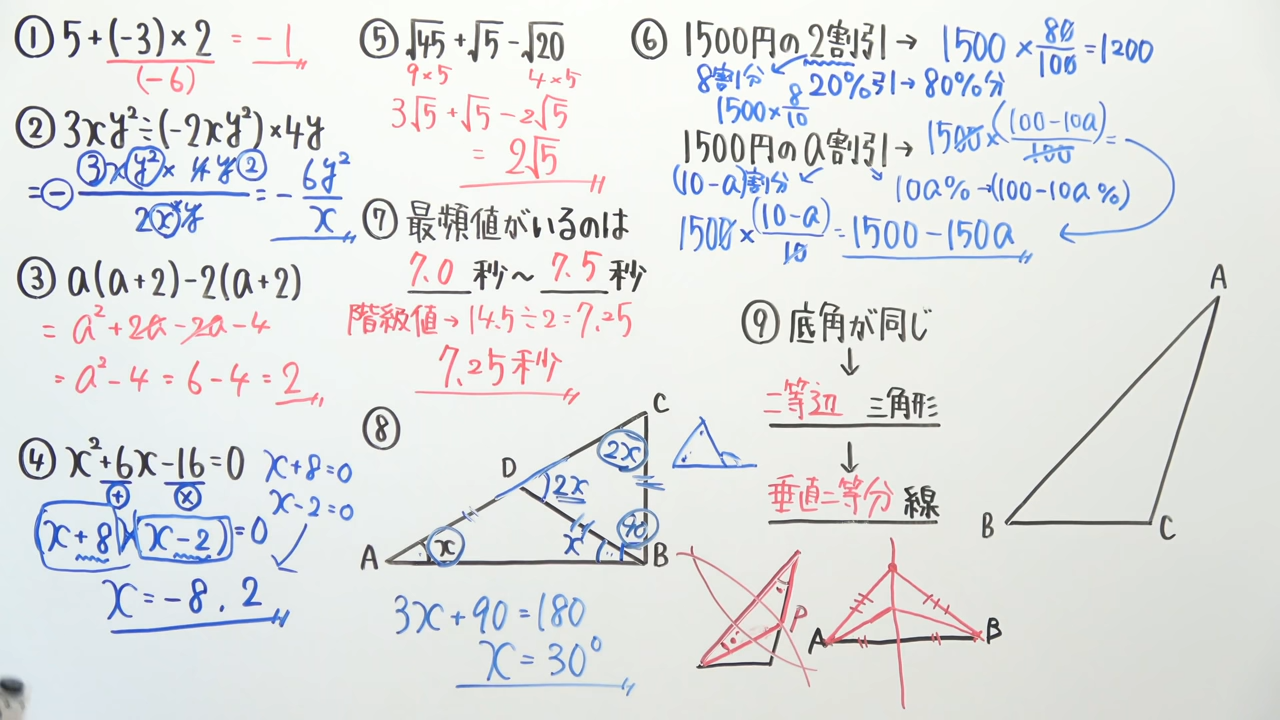 ① 5+(-3)×2 = -1
(-6)
② 3xy²÷(-2xy²)×4y
= - 3x y² × 4y 2 / 2x y = - 6y² / x
③ a(a+2)-2(a+2)
= a²+2a-2a-4
= a²-4 = 6-4 = 2
④ x²+6x-16=0 x+8=0
+ × x-2=0
(x+8)(x-2)=0
x=-8.2
⑤ √45+√5-√20
9×5 4×5
3√5+√5-2√5
= 2√5
⑥ 1500円の2割引→ 1500×80/100=1200
8割分 20%引→80%分
1500×8/10
1500円のa割引→ 1500×(100-10a)/100=
(10-a)割分 10a%→(100-10a%)
1500×(10-a)/10=1500-150a
⑦ 最頻値がいるのは
7.0 秒〜 7.5 秒
階級値→14.5÷2=7.25
7.25秒
⑧
C
D
2x
2x
90
x
x
A
B
3x+90=180
x=30°
⑨ 底角が同じ
↓
二等辺 三角形
↓
垂直二等分 線
P
A
B
A
B
C